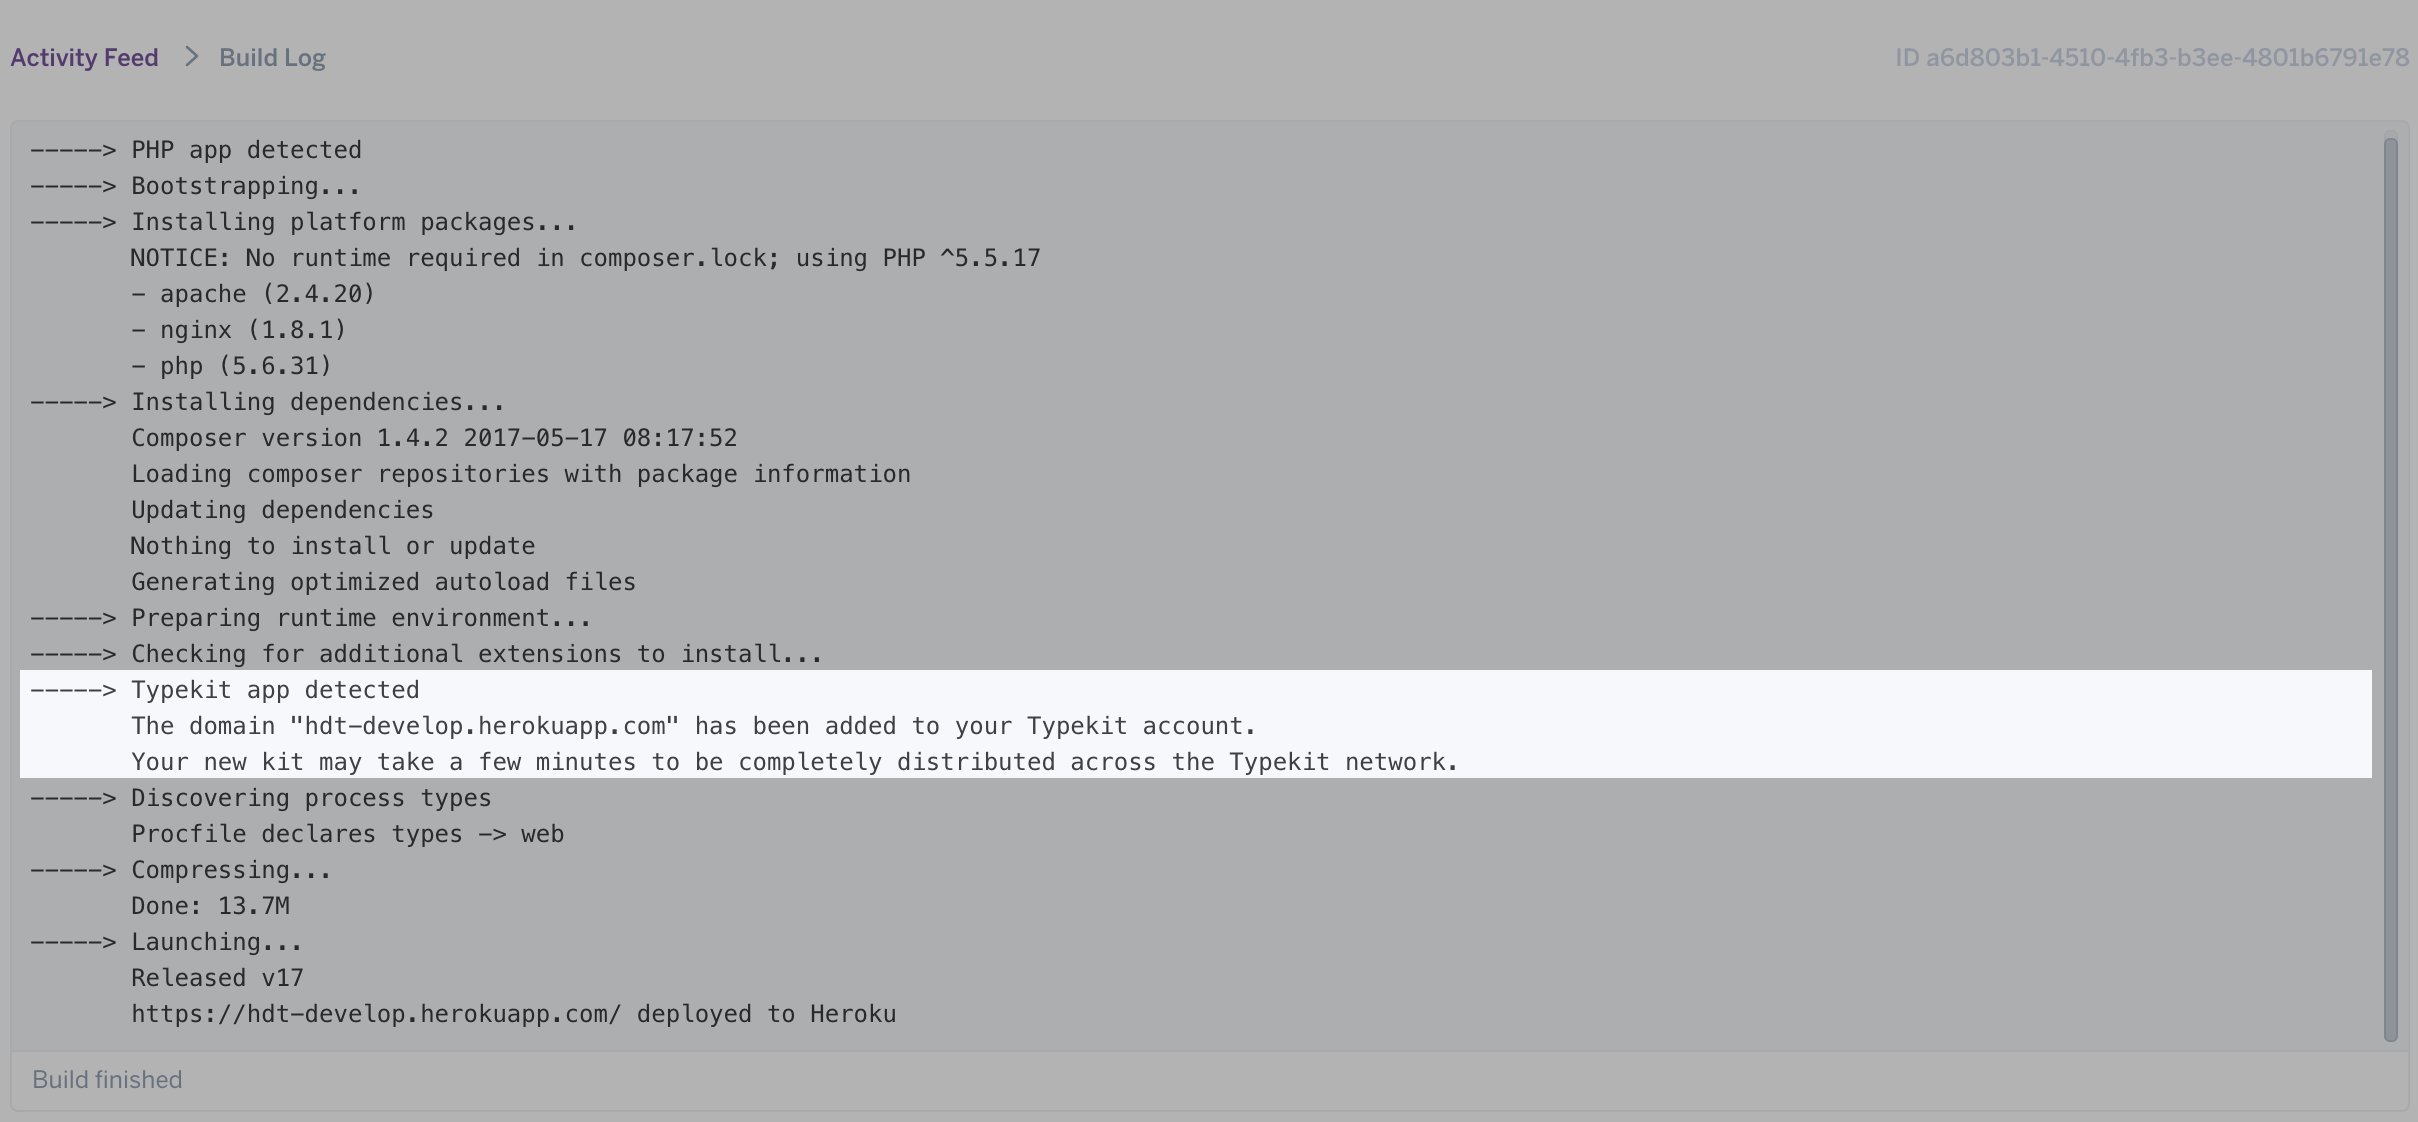 Activity Feed > Build Log
ID a6d803b1-4510-4fb3-b3ee-4801b6791e78
-----> PHP app detected
-----> Bootstrapping...
-----> Installing platform packages...
NOTICE: No runtime required in composer.lock; using PHP ^5.5.17
- apache (2.4.20)
- nginx (1.8.1)
- php (5.6.31)
-----> Installing dependencies...
Composer version 1.4.2 2017-05-17 08:17:52
Loading composer repositories with package information
Updating dependencies
Nothing to install or update
Generating optimized autoload files
-----> Preparing runtime environment...
-----> Checking for additional extensions to install...
-----> Typekit app detected
The domain "hdt-develop.herokuapp.com" has been added to your Typekit account.
Your new kit may take a few minutes to be completely distributed across the Typekit network.
-----> Discovering process types
Procfile declares types -> web
-----> Compressing...
Done: 13.7M
-----> Launching...
Released v17
https://hdt-develop.herokuapp.com/ deployed to Heroku
Build finished